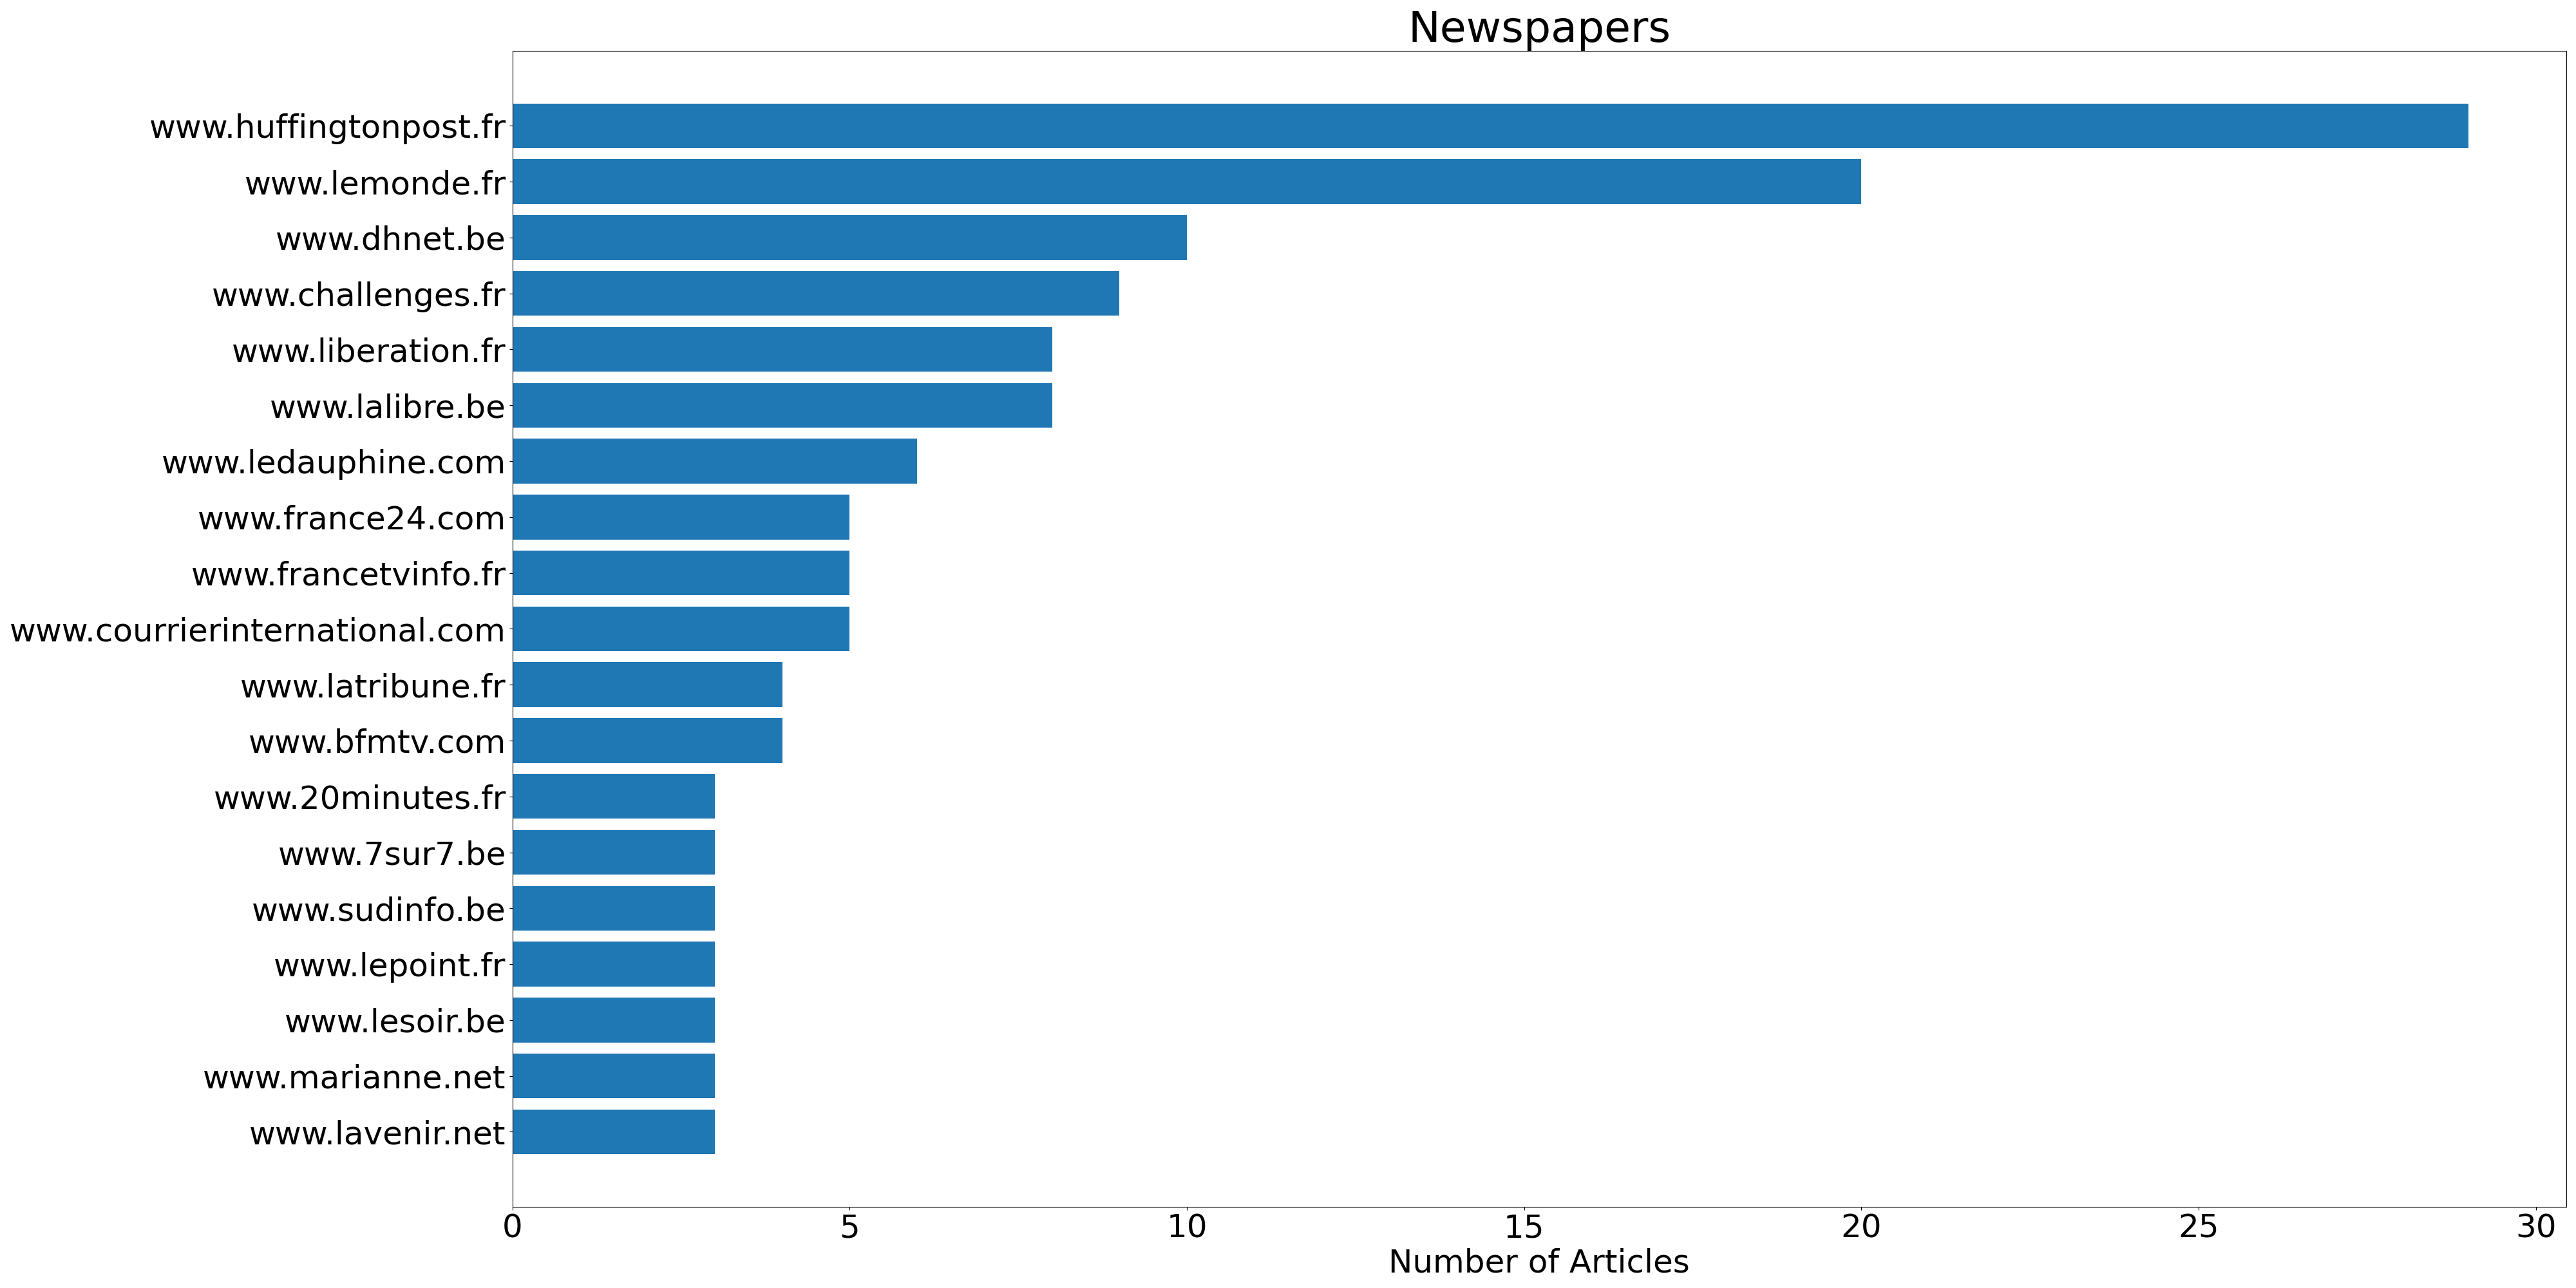 Newspapers
www.huffingtonpost.fr
www.lemonde.fr
www.dhnet.be
www.challenges.fr
www.liberation.fr
www.lalibre.be
www.ledauphine.com
www.france24.com
www.francetvinfo.fr
www.courrierinternational.com
www.latribune.fr
www.bfmtv.com
www.20minutes.fr
www.7sur7.be
www.sudinfo.be
www.lepoint.fr
www.lesoir.be
www.marianne.net
www.lavenir.net
0 5 10 15 20 25 30
Number of Articles